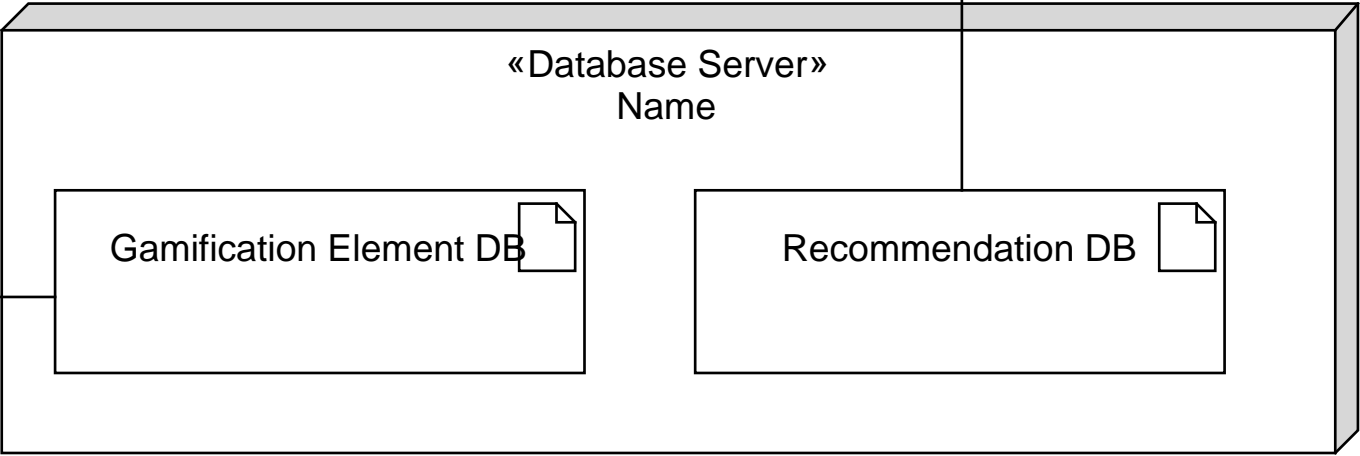 «Database Server»
Name
Gamification Element DB
Recommendation DB